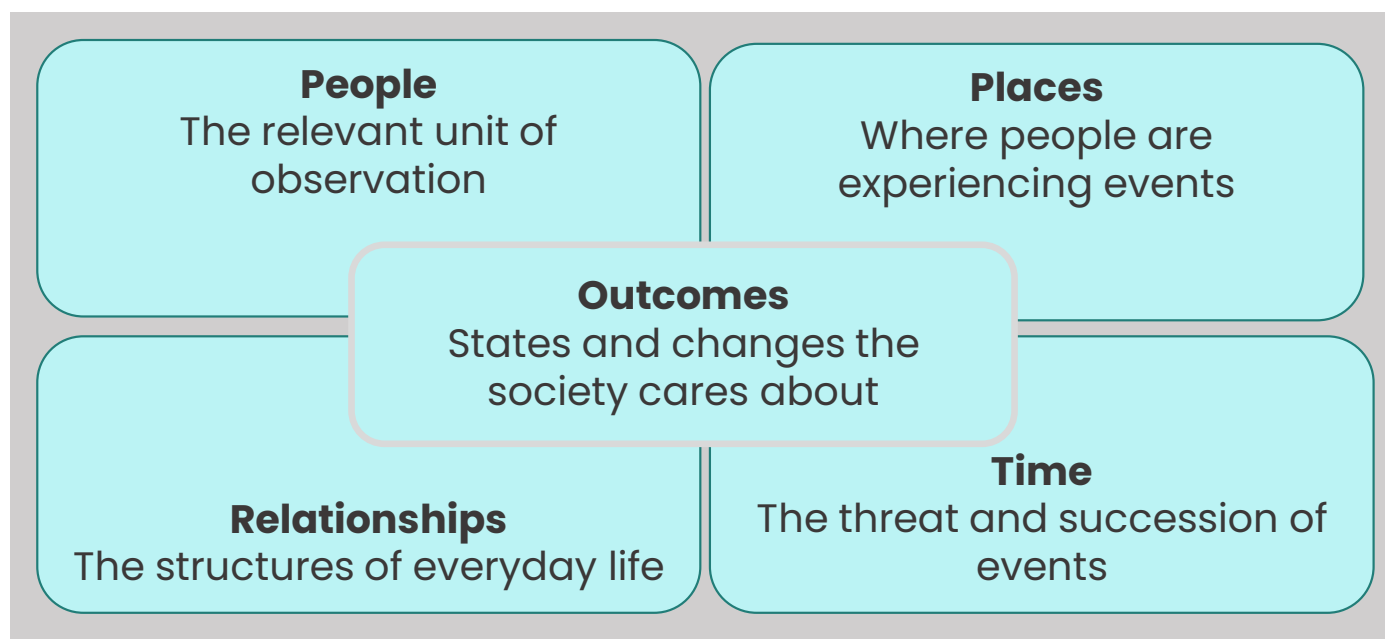 People
The relevant unit of
observation
Places
Where people are
experiencing events
Outcomes
States and changes the
society cares about
Relationships
The structures of everyday life
Time
The threat and succession of
events